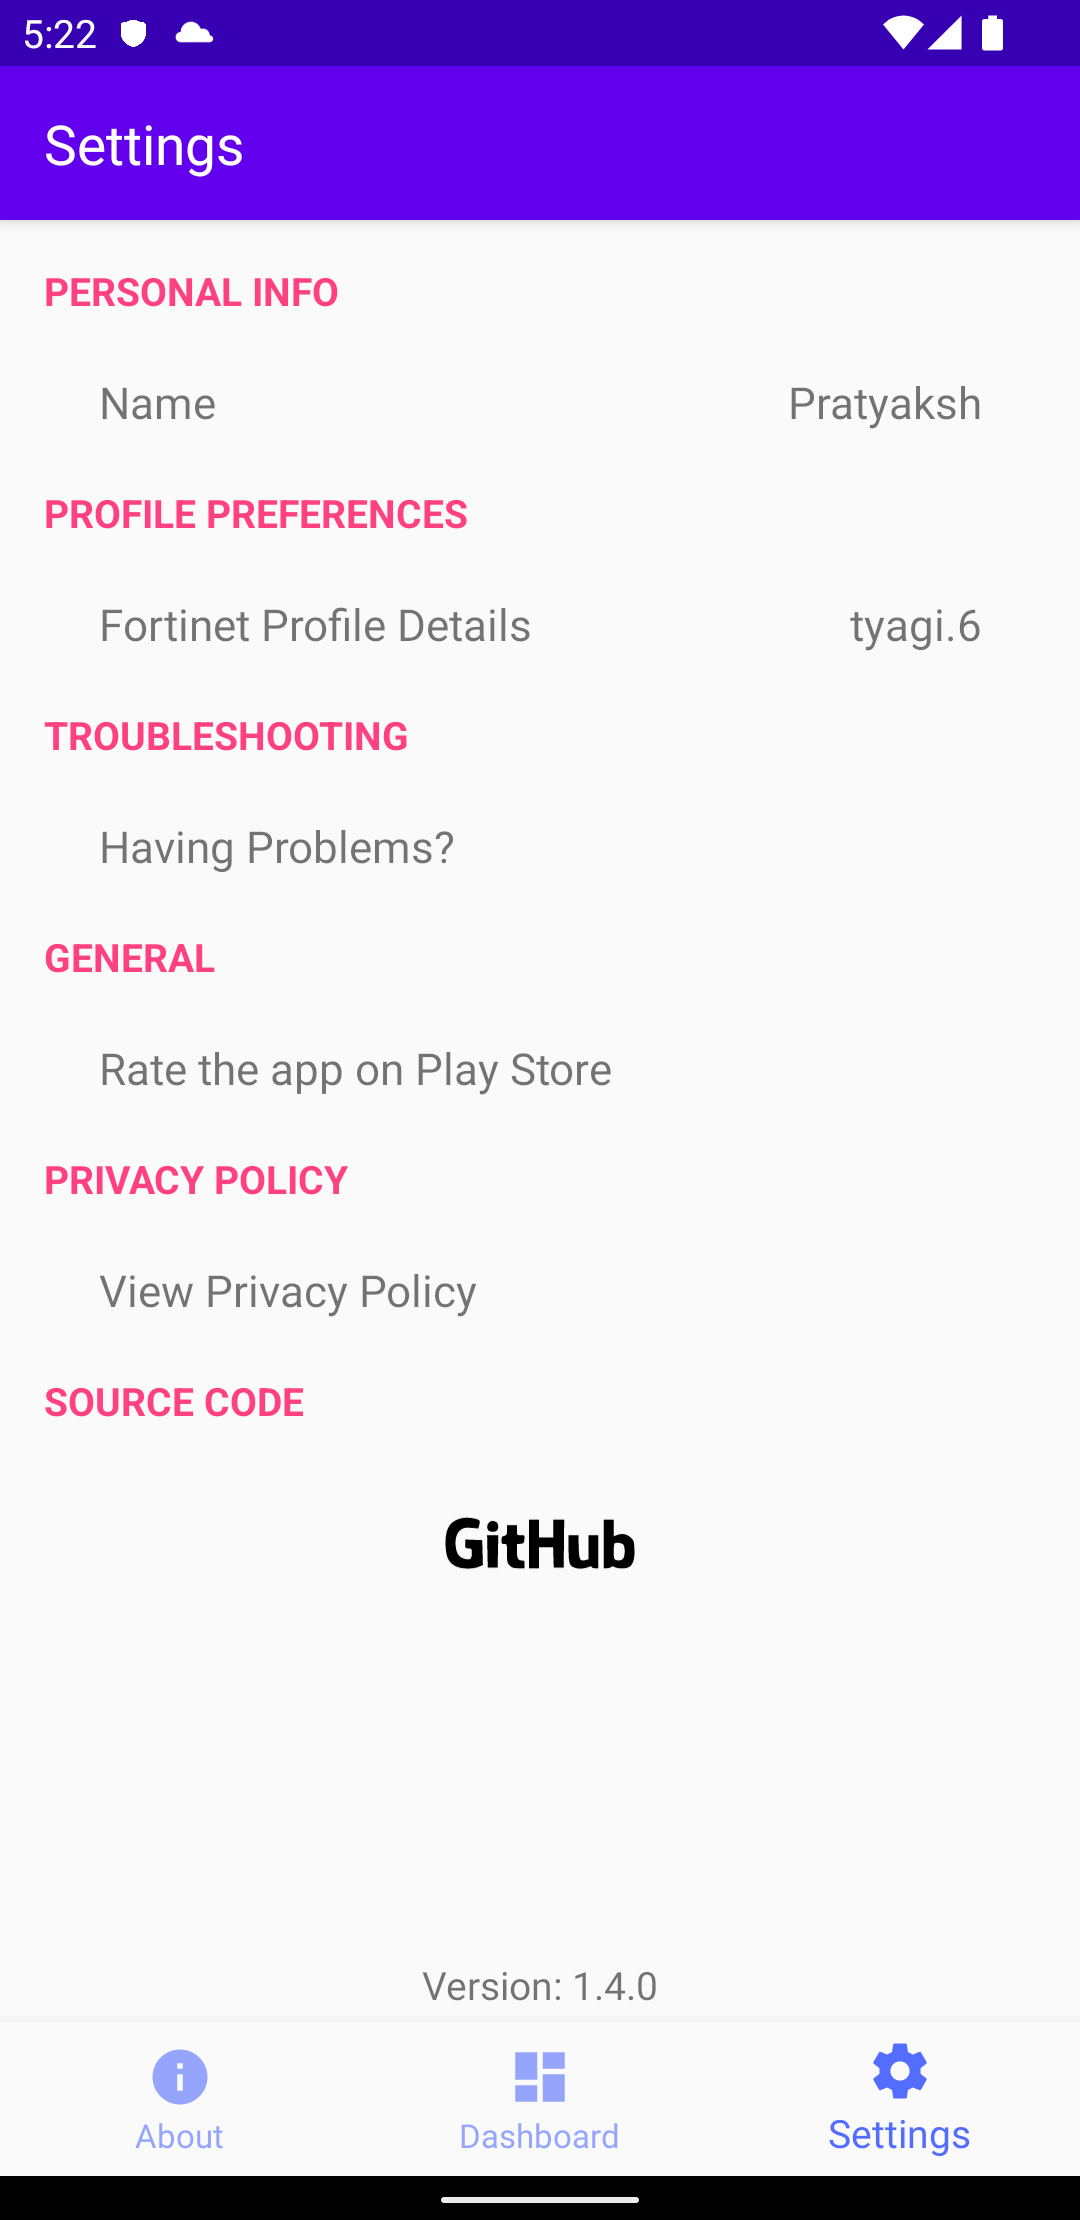 5:22
Settings
PERSONAL INFO
Name Pratyaksh
PROFILE PREFERENCES
Fortinet Profile Details tyagi.6
TROUBLESHOOTING
Having Problems?
GENERAL
Rate the app on Play Store
PRIVACY POLICY
View Privacy Policy
SOURCE CODE
GitHub
Version: 1.4.0
About Dashboard Settings